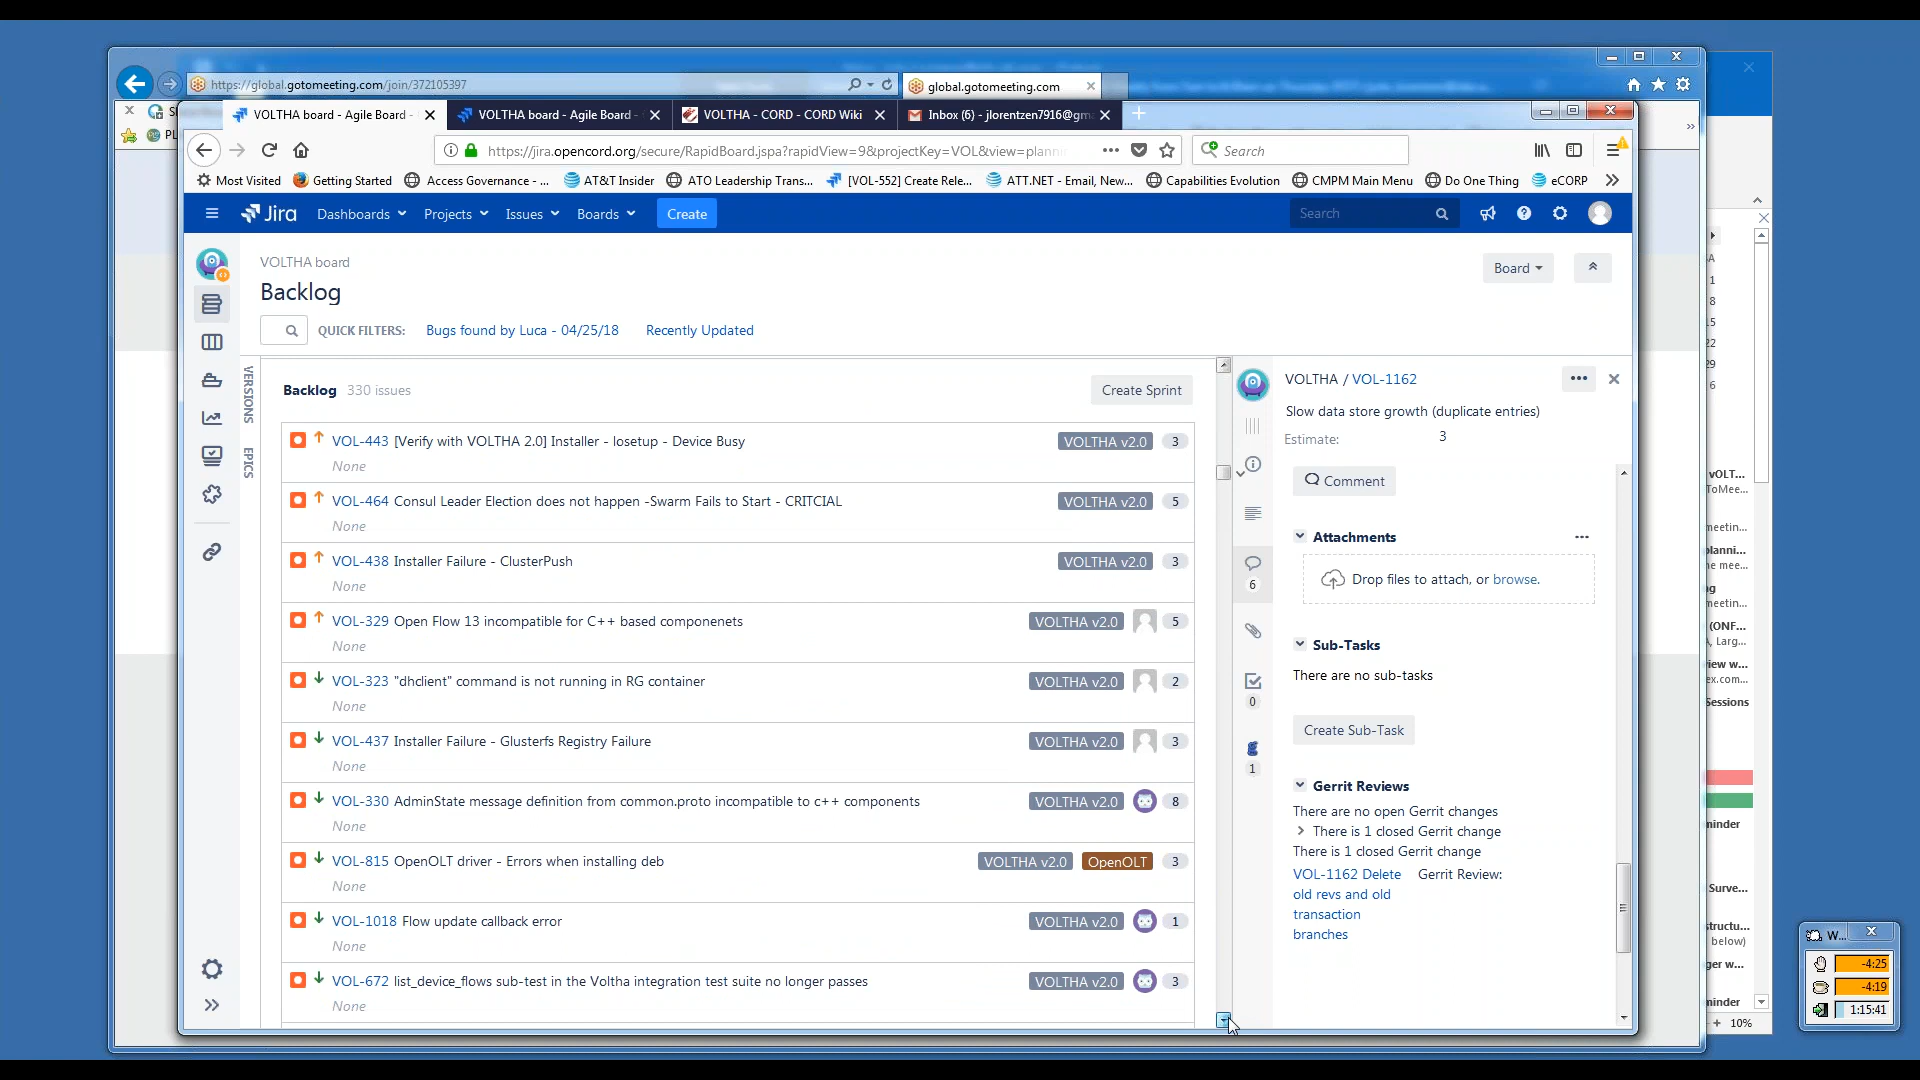 https://global.gotomeeting.com/join/372105397
global.gotomeeting.com
VOLTHA board - Agile Board -
VOLTHA board - Agile Board -
VOLTHA - CORD - CORD Wiki
Inbox (6) - jlorentzen7916@gm
https://jira.opencord.org/secure/RapidBoard.jspa?rapidView=9&projectKey=VOL&view=plann
Search
Most Visited
Getting Started
Access Governance - ...
AT&T Insider
ATO Leadership Trans...
[VOL-552] Create Rele...
ATT.NET - Email, New...
Capabilities Evolution
CMPM Main Menu
Do One Thing
eCORP
Jira
Dashboards
Projects
Issues
Boards
Create
Search
VOLTHA board
Backlog
Board
QUICK FILTERS:
Bugs found by Luca - 04/25/18
Recently Updated
VERSIONS
EPICS
Backlog 330 issues
Create Sprint
VOL-443 [Verify with VOLTHA 2.0] Installer - losetup - Device Busy
VOLTHA v2.0 3
None
VOL-464 Consul Leader Election does not happen -Swarm Fails to Start - CRITCIAL
VOLTHA v2.0 5
None
VOL-438 Installer Failure - ClusterPush
VOLTHA v2.0 3
None
VOL-329 Open Flow 13 incompatible for C++ based componenets
VOLTHA v2.0 5
None
VOL-323 "dhclient" command is not running in RG container
VOLTHA v2.0 2
None
VOL-437 Installer Failure - Glusterfs Registry Failure
VOLTHA v2.0 3
None
VOL-330 AdminState message definition from common.proto incompatible to c++ components
VOLTHA v2.0 8
None
VOL-815 OpenOLT driver - Errors when installing deb
VOLTHA v2.0 OpenOLT 3
None
VOL-1018 Flow update callback error
VOLTHA v2.0 1
None
VOL-672 list_device_flows sub-test in the Voltha integration test suite no longer passes
VOLTHA v2.0 3
None
VOLTHA / VOL-1162
Slow data store growth (duplicate entries)
Estimate: 3
Comment
Attachments
Drop files to attach, or browse.
6
Sub-Tasks
There are no sub-tasks
0
Create Sub-Task
1
Gerrit Reviews
There are no open Gerrit changes
There is 1 closed Gerrit change
There is 1 closed Gerrit change
VOL-1162 Delete Gerrit Review:
old revs and old
transaction
branches
10%
W...
-4:25
-4:19
1:15:41